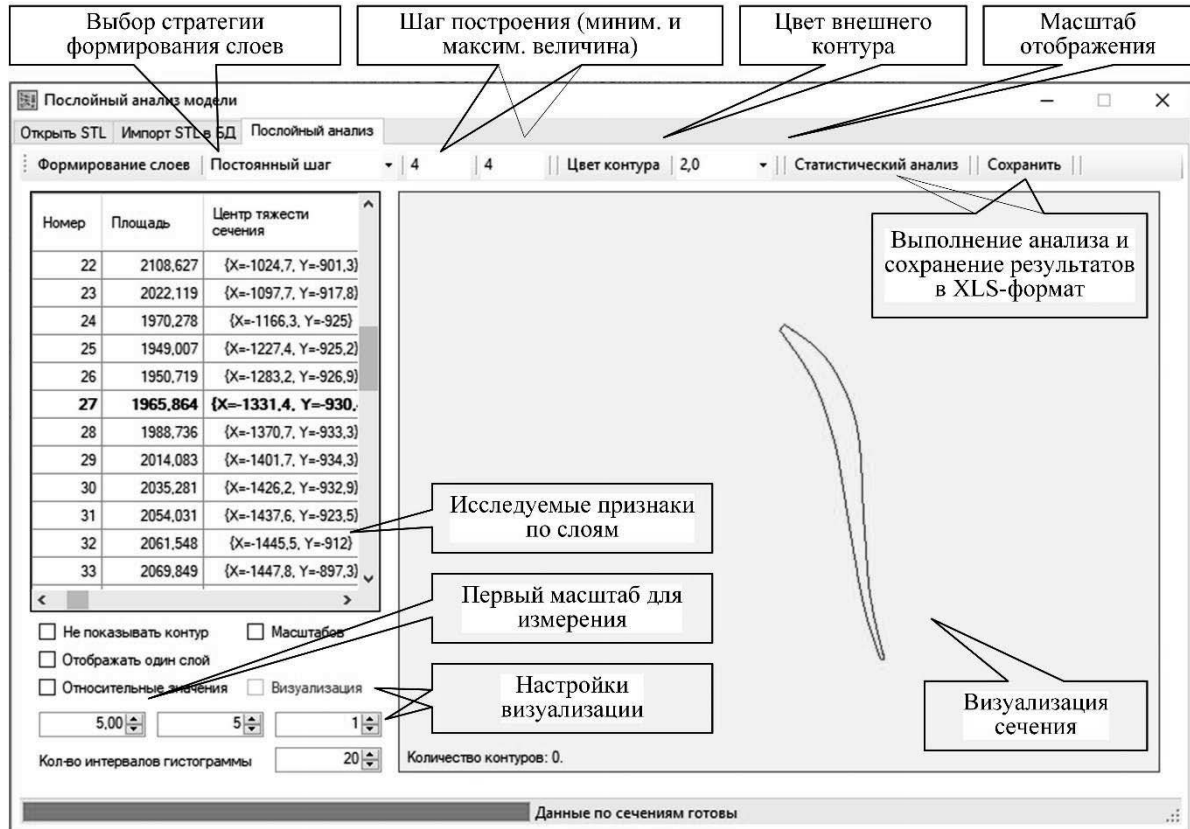 Выбор стратегии
формирования слоев
Шаг построения (миним. и
максим. величина)
Цвет внешнего
контура
Масштаб
отображения
Послойный анализ модели
Открыть STL Импорт STL в БД Послойный анализ
Формирование слоев Постоянный шаг 4 4 Цвет контура 2,0 Статистический анализ Сохранить
Номер Площадь Центр тяжести
сечения
22 2108,627 {X=-1024,7, Y=-901,3}
23 2022,119 {X=-1097,7, Y=-917,8}
24 1970,278 {X=-1166,3, Y=-925}
25 1949,007 {X=-1227,4, Y=-925,2}
26 1950,719 {X=-1283,2, Y=-926,9}
27 1965,864 {X=-1331,4, Y=-930,
28 1988,736 {X=-1370,7, Y=-933,3}
29 2014,083 {X=-1401,7, Y=-934,3}
30 2035,281 {X=-1426,2, Y=-932,9}
31 2054,031 {X=-1437,6, Y=-923,5}
32 2061,548 {X=-1445,5, Y=-912}
33 2069,849 {X=-1447,8, Y=-897,3}
Выполнение анализа и
сохранение результатов
в XLS-формат
Исследуемые признаки
по слоям
Первый масштаб для
измерения
Настройки
визуализации
Визуализация
сечения
Не показывать контур Масштабов
Отображать один слой
Относительные значения Визуализация
5,00 5 1
Кол-во интервалов гистограммы 20
Количество контуров: 0.
Данные по сечениям готовы